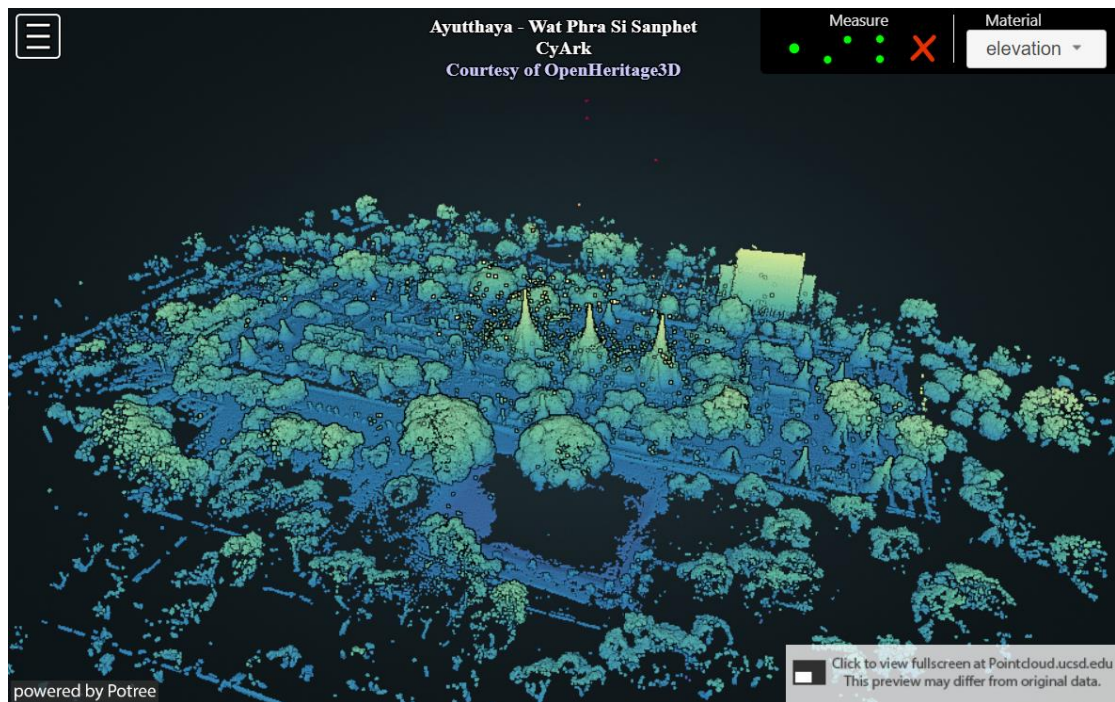 Ayutthaya - Wat Phra Si Sanphet
CyArk
Courtesy of OpenHeritage3D
Measure
Material
elevation
powered by Potree
Click to view fullscreen at Pointcloud.ucsd.edu
This preview may differ from original data.